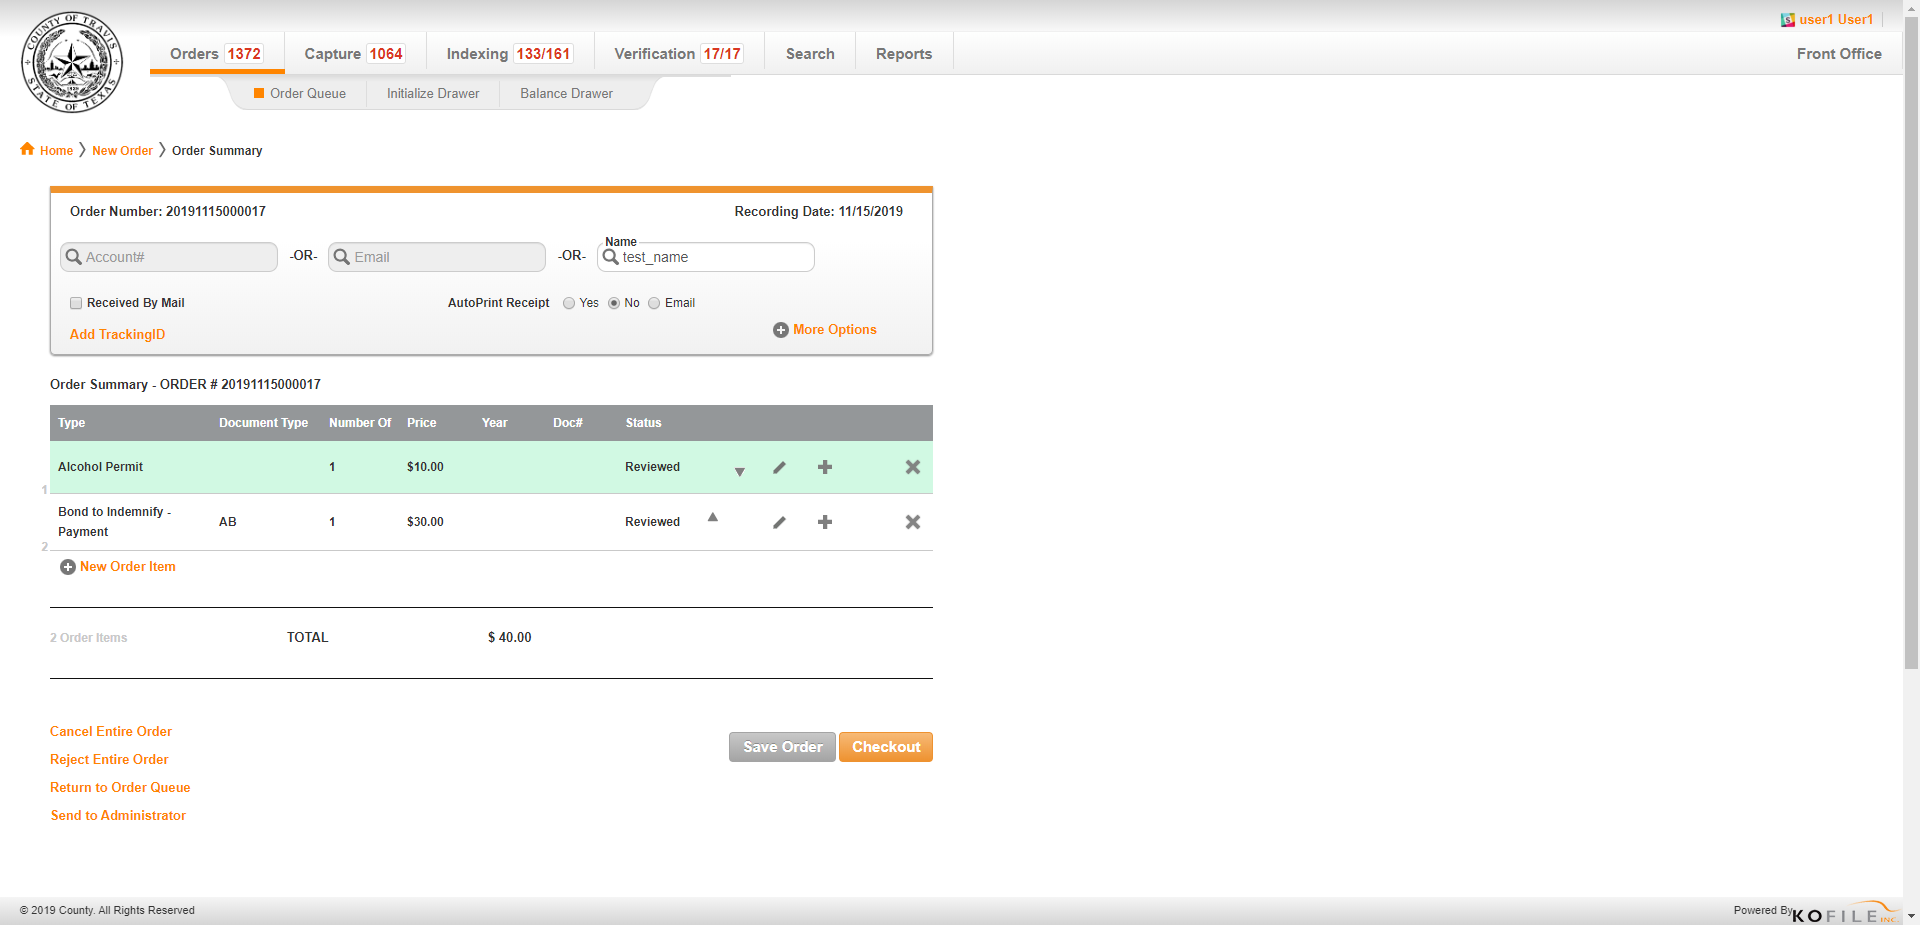 COUNTY OF TRAVIS
STATE OF TEXAS
user1 User1
Orders 1372
Capture 1064
Indexing 133/161
Verification 17/17
Search
Reports
Front Office
Order Queue
Initialize Drawer
Balance Drawer
Home
New Order
Order Summary
Order Number: 20191115000017
Recording Date: 11/15/2019
Account#
-OR-
Email
-OR-
Name
test_name
Received By Mail
AutoPrint Receipt Yes No Email
Add TrackingID
More Options
Order Summary - ORDER # 20191115000017
Type Document Type Number Of Price Year Doc# Status
Alcohol Permit 1 $10.00 Reviewed
1
Bond to Indemnify -
Payment
AB 1 $30.00 Reviewed
2
New Order Item
2 Order Items TOTAL $ 40.00
Cancel Entire Order
Reject Entire Order
Return to Order Queue
Send to Administrator
Save Order
Checkout
© 2019 County. All Rights Reserved
Powered By
KOFILE INC.